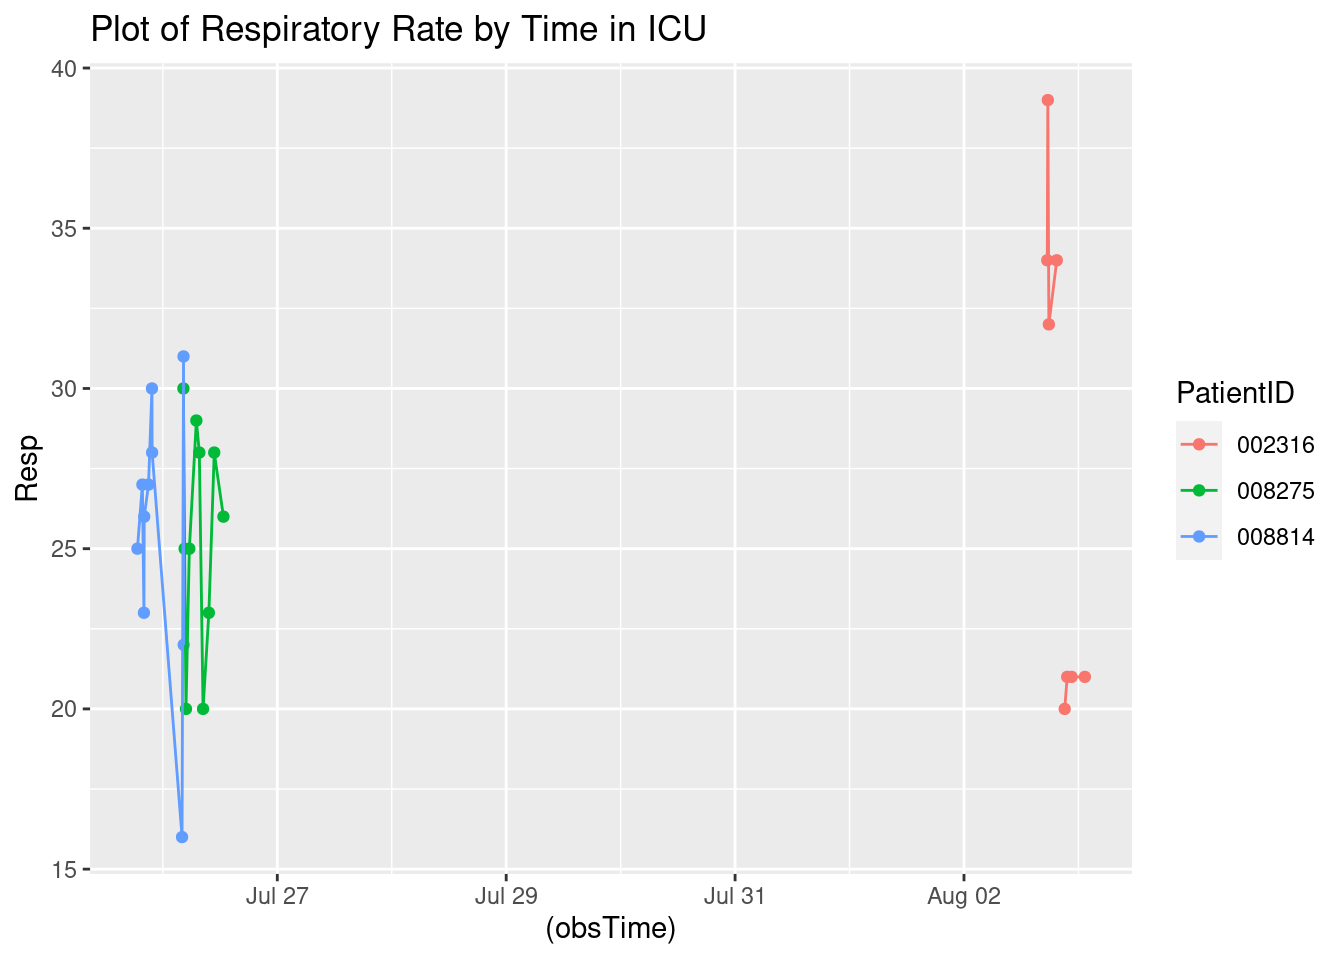 Plot of Respiratory Rate by Time in ICU
40
35
30
25
20
15
Resp
Jul 27
Jul 29
Jul 31
Aug 02
(obsTime)
PatientID
002316
008275
008814